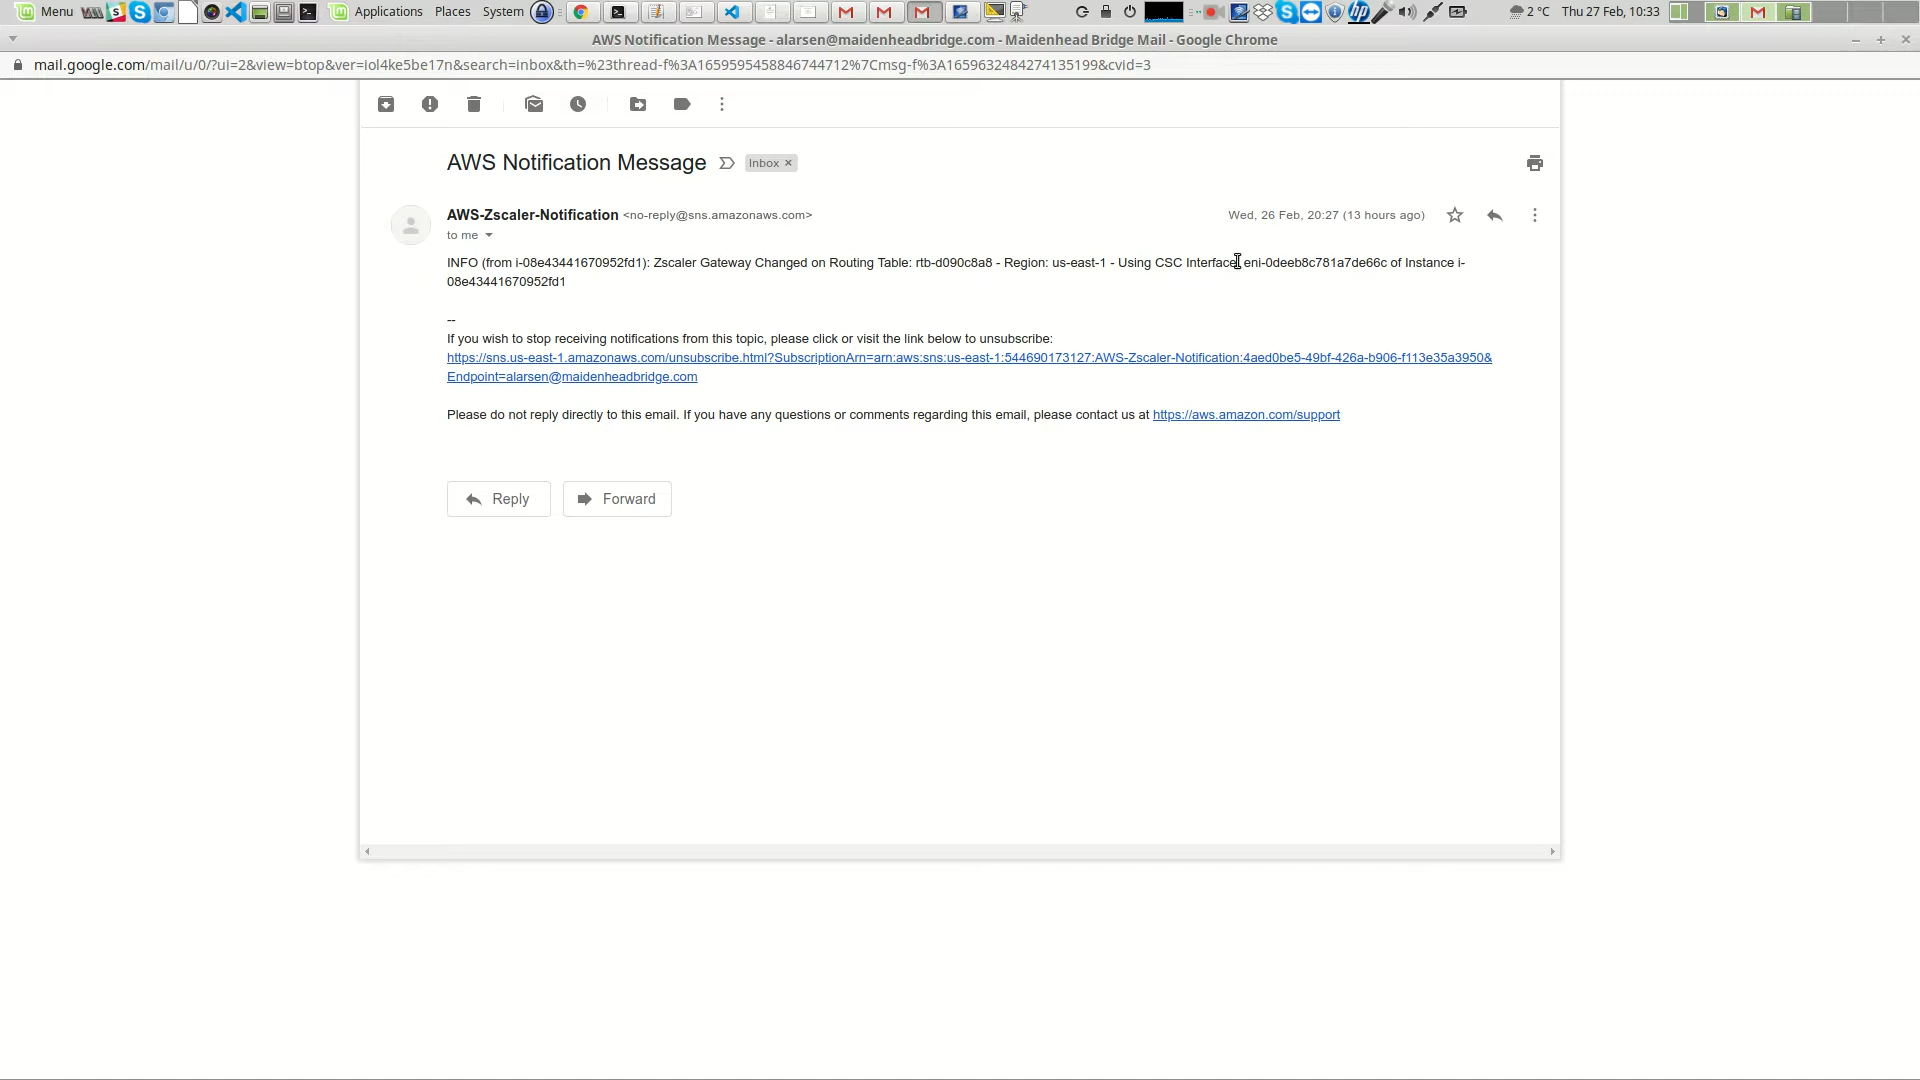 Menu Applications Places System 2 °C Thu 27 Feb, 10:33
AWS Notification Message - alarsen@maidenheadbridge.com - Maidenhead Bridge Mail - Google Chrome
mail.google.com/mail/u/0/?ui=2&view=btop&ver=iol4ke5be17n&search=inbox&th=%23thread-f%3A1659595458846744712%7Cmsg-f%3A1659632484274135199&cvid=3
AWS Notification Message Inbox ×
AWS-Zscaler-Notification <no-reply@sns.amazonaws.com> Wed, 26 Feb, 20:27 (13 hours ago)
to me
INFO (from i-08e43441670952fd1): Zscaler Gateway Changed on Routing Table: rtb-d090c8a8 - Region: us-east-1 - Using CSC Interface eni-0deeb8c781a7de66c of Instance i-
08e43441670952fd1
--
If you wish to stop receiving notifications from this topic, please click or visit the link below to unsubscribe:
https://sns.us-east-1.amazonaws.com/unsubscribe.html?SubscriptionArn=arn:aws:sns:us-east-1:544690173127:AWS-Zscaler-Notification:4aed0be5-49bf-426a-b906-f113e35a3950&
Endpoint=alarsen@maidenheadbridge.com
Please do not reply directly to this email. If you have any questions or comments regarding this email, please contact us at https://aws.amazon.com/support
Reply Forward